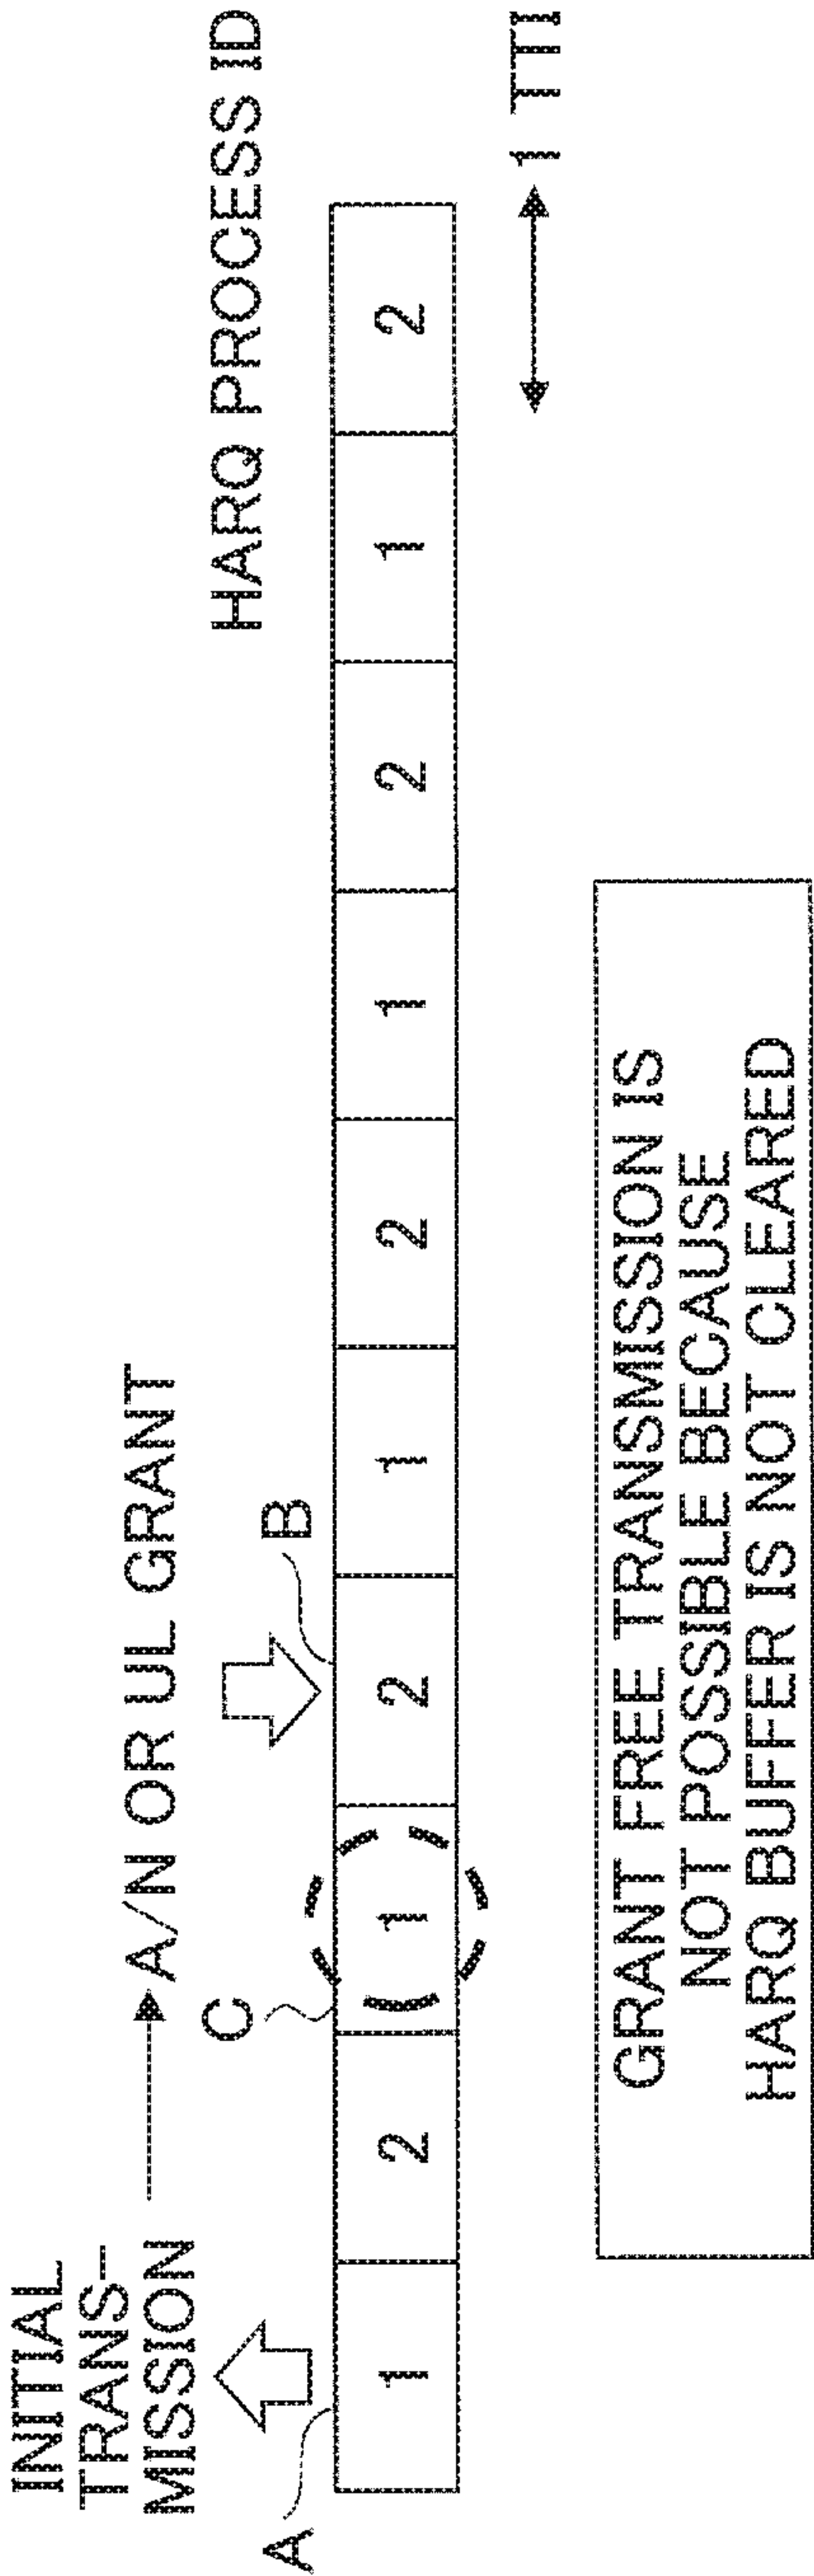 INITIAL
TRANS-
MISSION
A/N OR UL GRANT
HARQ PROCESS ID
A
C
B
1 2 1 2 1 2 1 2 1 2
1 TTI
GRANT FREE TRANSMISSION IS
NOT POSSIBLE BECAUSE
HARQ BUFFER IS NOT CLEARED